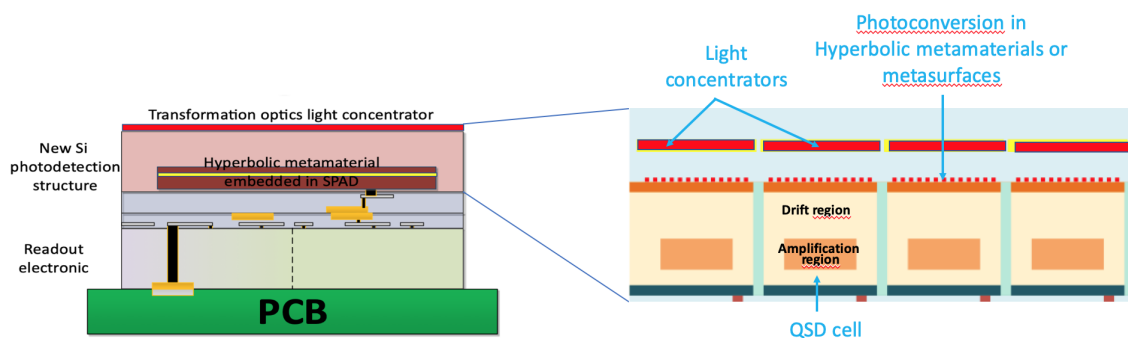 Transformation optics light concentrator
New Si
photodetection
structure
Hyperbolic metamaterial
embedded in SPAD
Readout
electronic
PCB
Light
concentrators
Photoconversion in
Hyperbolic metamaterials or
metasurfaces
Drift region
Amplification
region
QSD cell